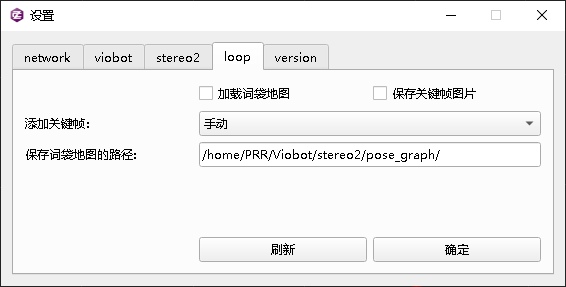 设置
network viobot stereo2 loop version
加载词袋地图 保存关键帧图片
添加关键帧: 手动
保存词袋地图的路径: /home/PRR/Viobot/stereo2/pose_graph/
刷新 确定